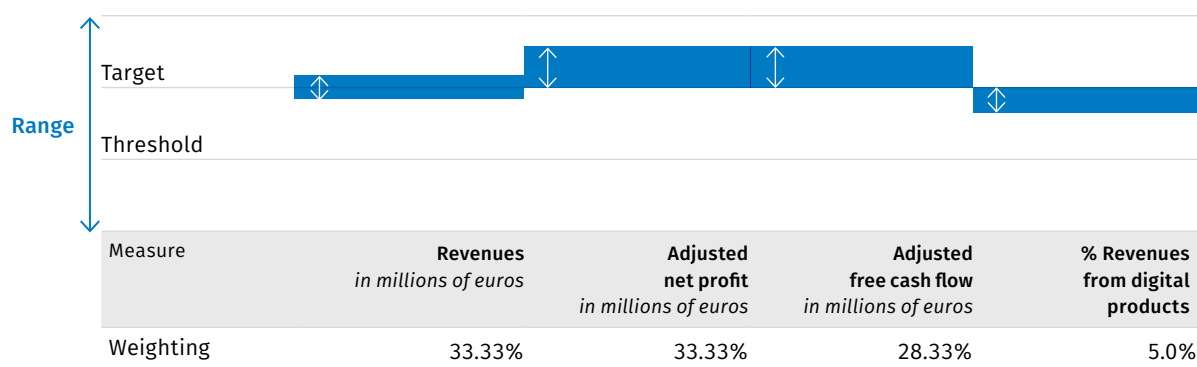 Target
Range
Threshold
Measure
Revenues
in millions of euros
Adjusted
net profit
in millions of euros
Adjusted
free cash flow
in millions of euros
% Revenues
from digital
products
Weighting 33.33% 33.33% 28.33% 5.0%